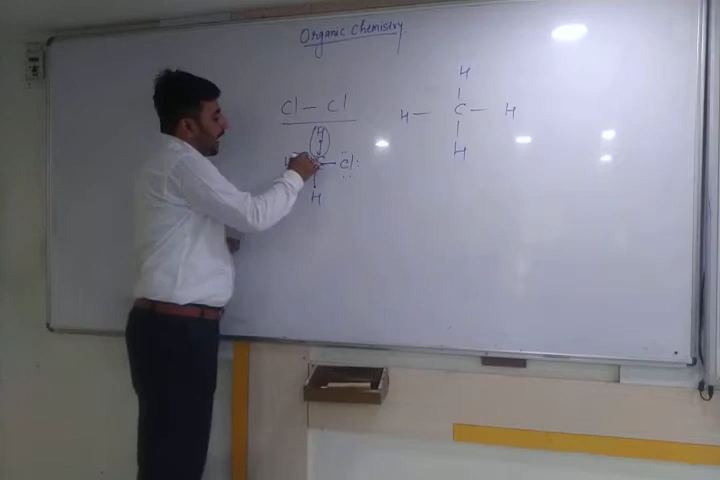 Organic Chemistry
Cl — Cl
H
— Cl:
H
H
H — C — H
H